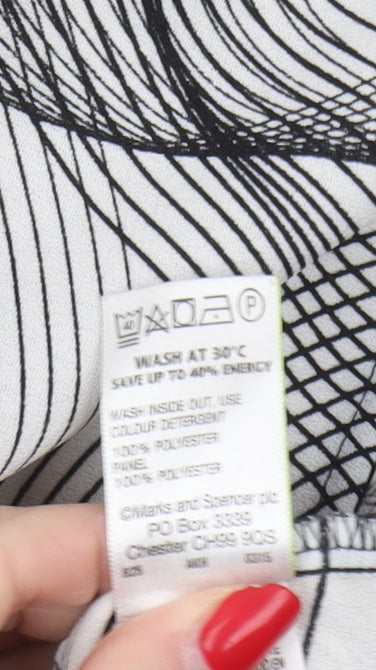 40
P
WASH AT 30°C
SAVE UP TO 40% ENERGY
WASH INSIDE OUT, USE
COLOUR DETERGENT
100% POLYESTER
PANEL
100% POLYESTER
©Marks and Spencer plc
PO Box 3339
Chester CH99 9QS